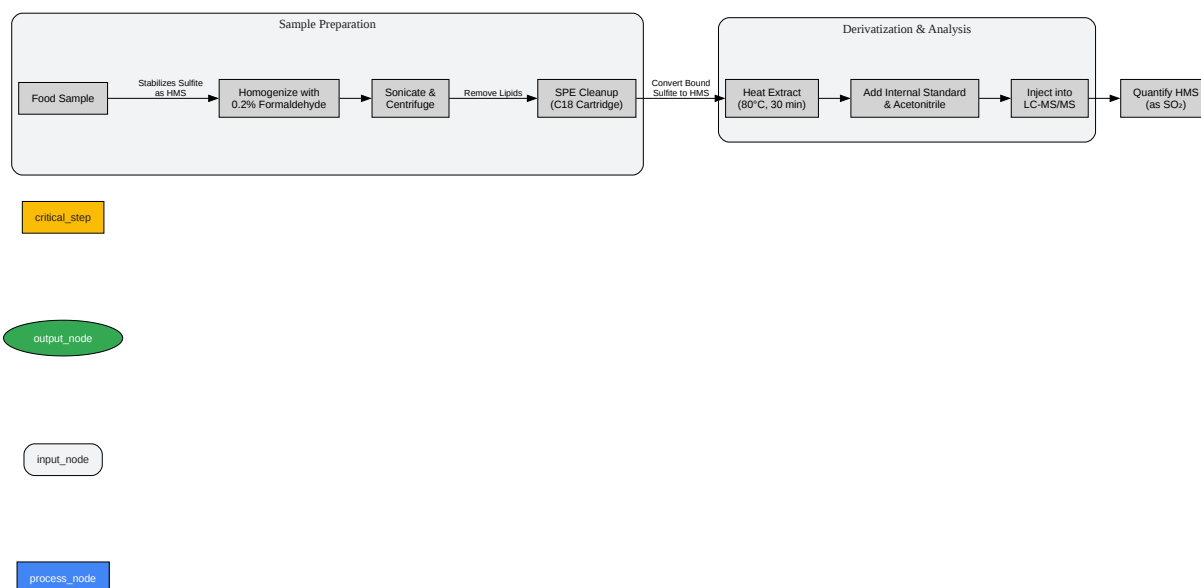 Sample Preparation
Derivatization & Analysis
Food Sample
Stabilizes Sulfite
as HMS
Homogenize with
0.2% Formaldehyde
Sonicate &
Centrifuge
Remove Lipids
SPE Cleanup
(C18 Cartridge)
Convert Bound
Sulfite to HMS
Heat Extract
(80°C, 30 min)
Add Internal Standard
& Acetonitrile
Inject into
LC-MS/MS
Quantify HMS
(as SO₂)
critical_step
output_node
input_node
process_node